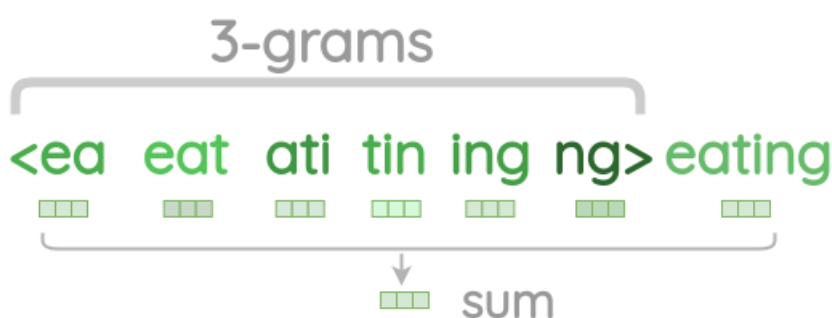 3-grams
<ea eat ati tin ing ng> eating
sum